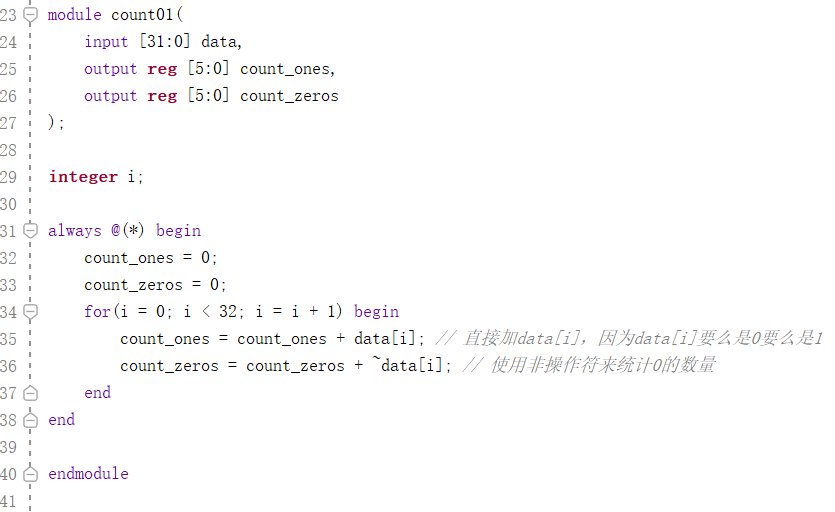 23 module count01(
24 input [31:0] data,
25 output reg [5:0] count_ones,
26 output reg [5:0] count_zeros
27 );
28
29 integer i;
30
31 always @(*) begin
32 count_ones = 0;
33 count_zeros = 0;
34 for(i = 0; i < 32; i = i + 1) begin
35 count_ones = count_ones + data[i]; // 直接加data[i], 因为data[i]要么是0要么是1
36 count_zeros = count_zeros + ~data[i]; // 使用非操作符来统计0的数量
37 end
38 end
39
40 endmodule
41